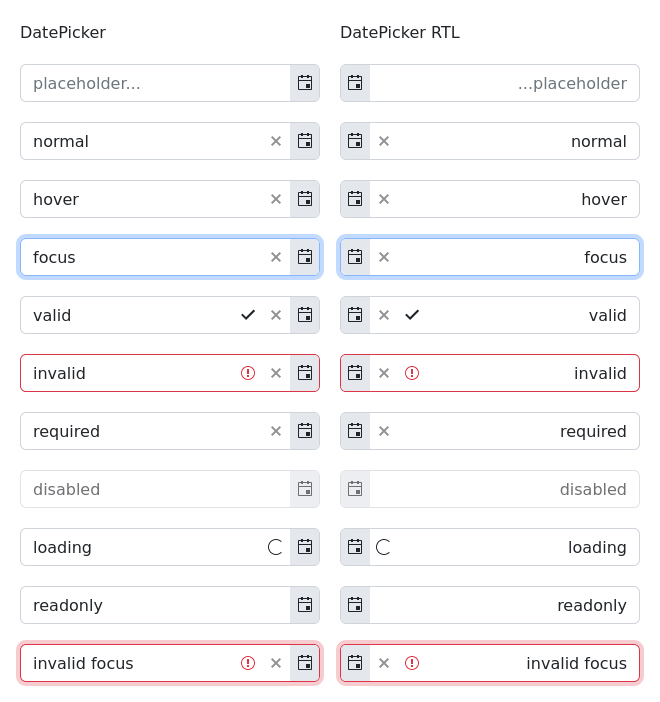 DatePicker
placeholder...
normal
hover
focus
valid
invalid
required
disabled
loading
readonly
invalid focus
DatePicker RTL
...placeholder
normal
hover
focus
valid
invalid
required
disabled
loading
readonly
invalid focus